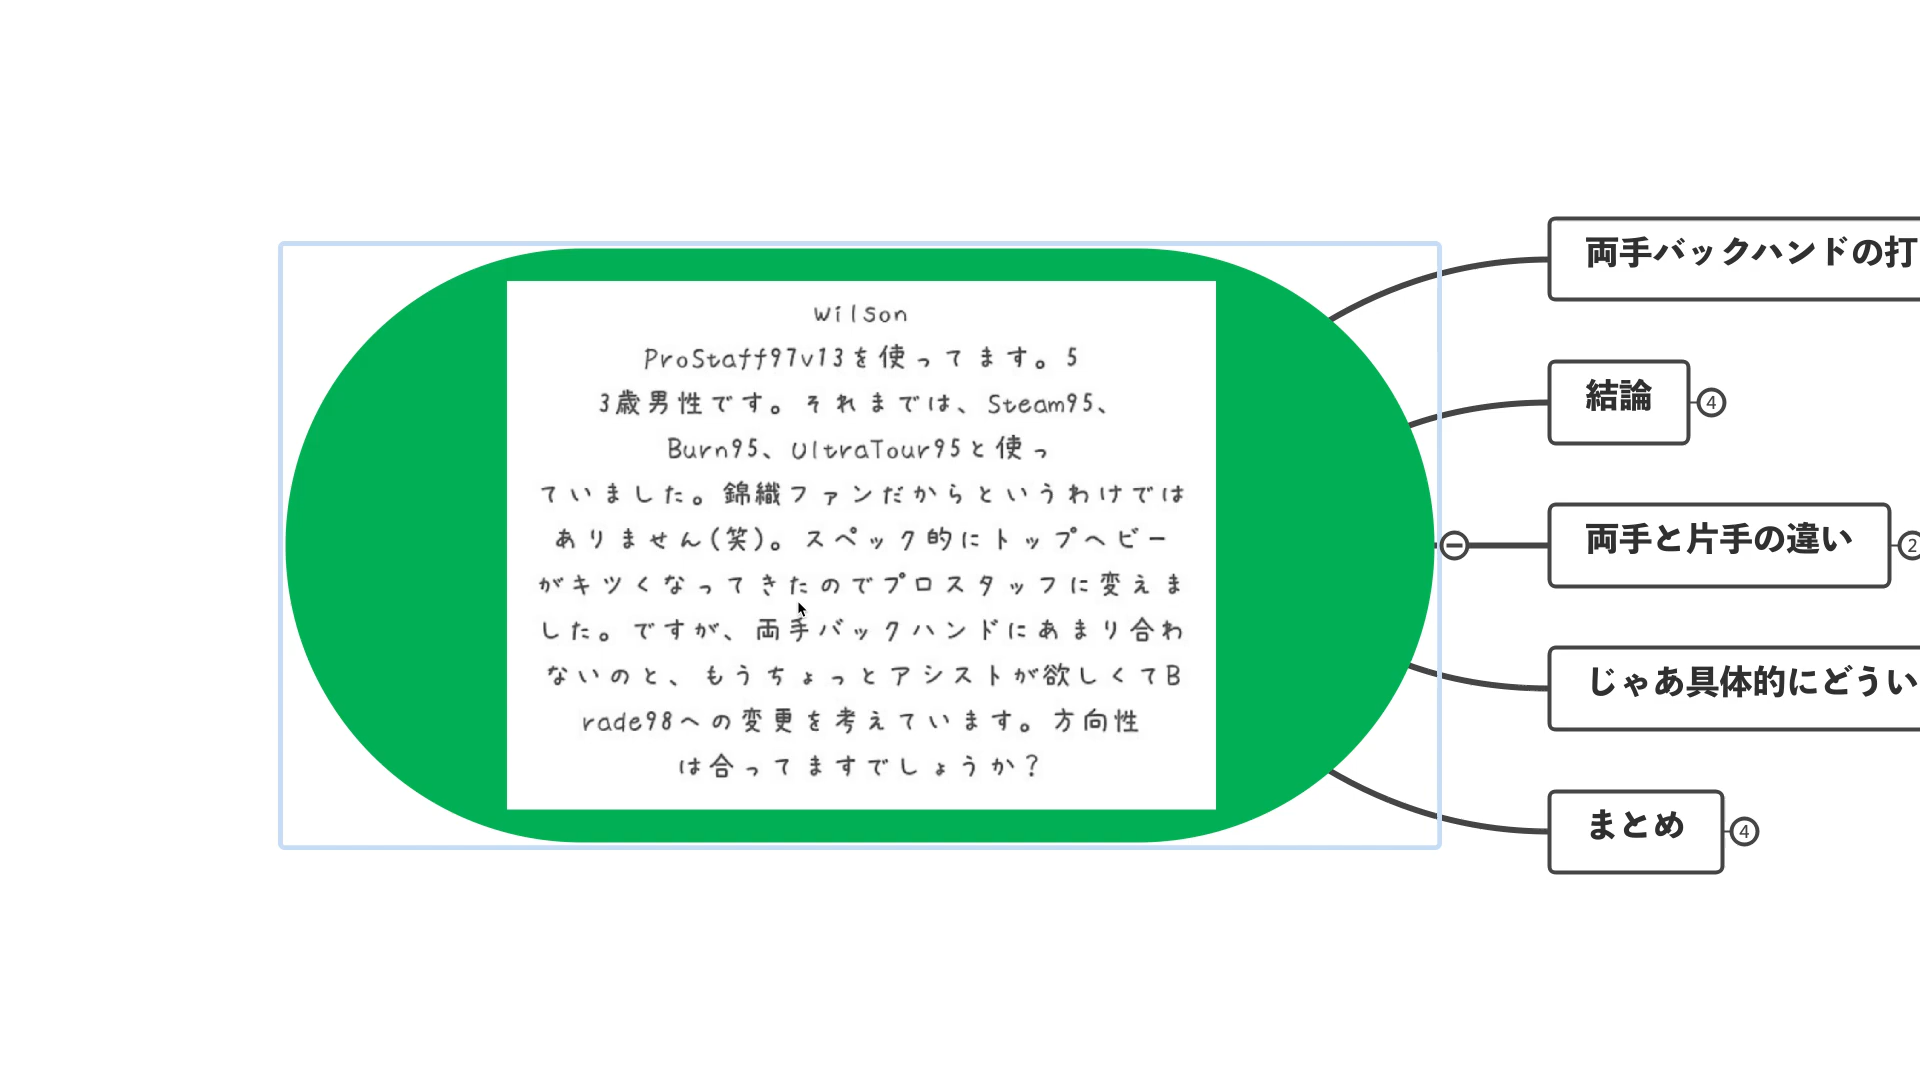 Wilson
ProStaff97v13を使ってます。5
3歳男性です。それまでは、Steam95、
Burn95、UltraTour95と使っ
ていました。錦織ファンだからというわけでは
ありません(笑)。スペック的にトップヘビー
がキツくなってきたのでプロスタッフに変えま
した。ですが、両手バックハンドにあまり合わ
ないのと、もうちょっとアシストが欲しくてB
rade98への変更を考えています。方向性
は合ってますでしょうか?
両手バックハンドの打
結論
4
両手と片手の違い
2
じゃあ具体的にどうい
まとめ
4